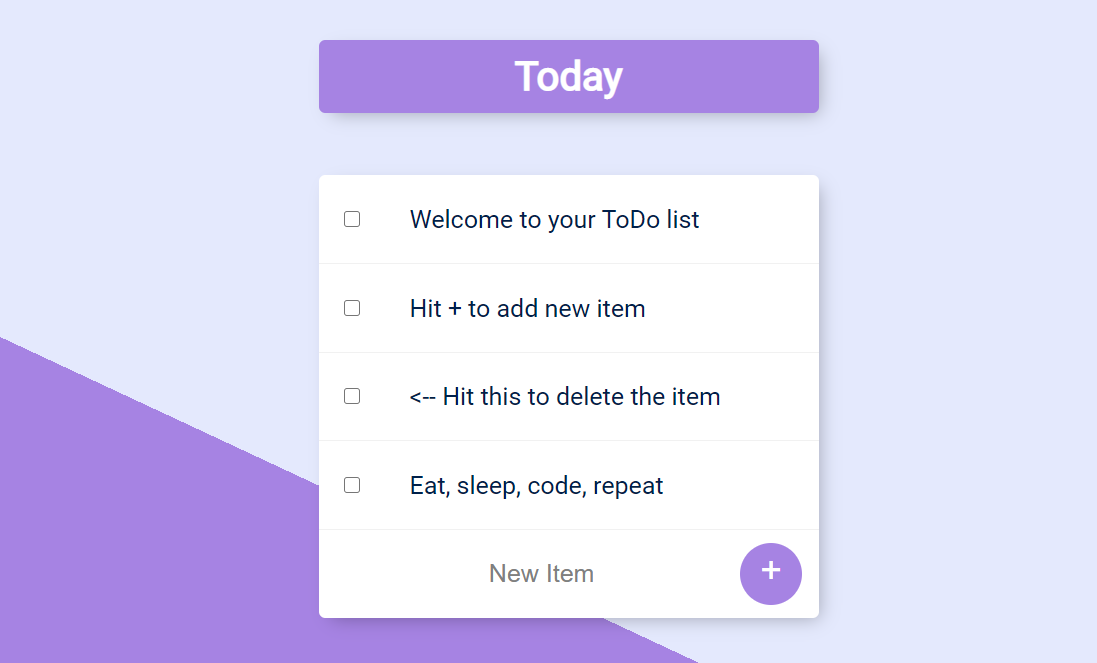 Today
Welcome to your ToDo list
Hit + to add new item
<-- Hit this to delete the item
Eat, sleep, code, repeat
New Item
+